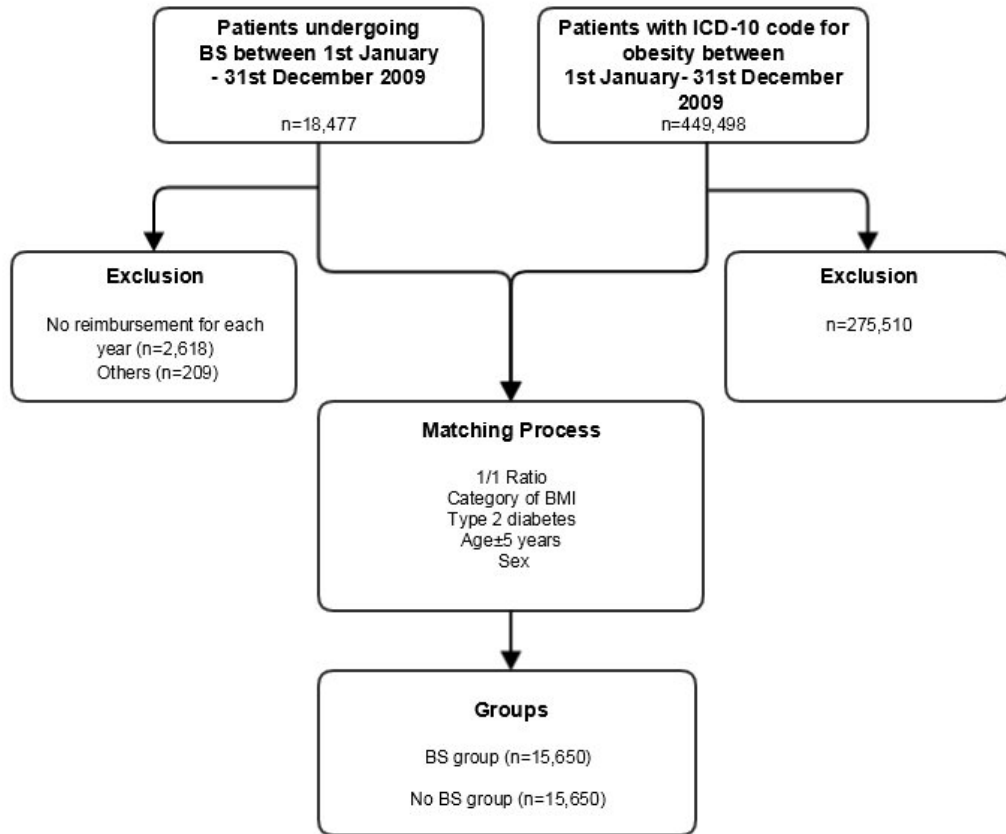 Patients undergoing
BS between 1st January
- 31st December 2009
n=18,477
Patients with ICD-10 code for
obesity between
1st January- 31st December
2009
n=449,498
Exclusion
No reimbursement for each
year (n=2,618)
Others (n=209)
Exclusion
n=275,510
Matching Process
1/1 Ratio
Category of BMI
Type 2 diabetes
Age±5 years
Sex
Groups
BS group (n=15,650)
No BS group (n=15,650)